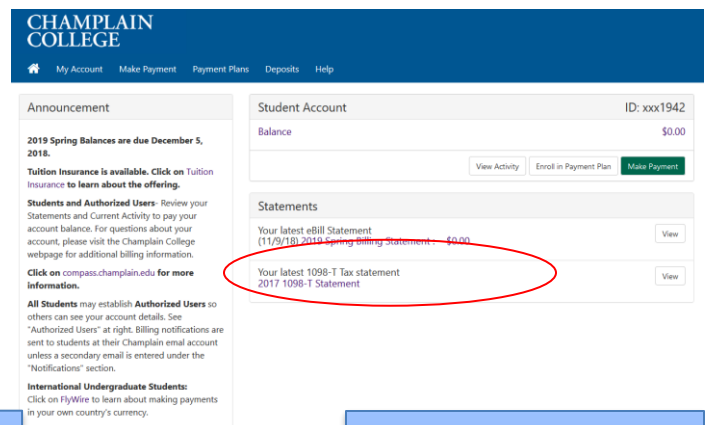 CHAMPLAIN
COLLEGE
My Account Make Payment Payment Plans Deposits Help
Announcement
2019 Spring Balances are due December 5,
2018.
Tuition Insurance is available. Click on Tuition
Insurance to learn about the offering.
Students and Authorized Users- Review your
Statements and Current Activity to pay your
account balance. For questions about your
account, please visit the Champlain College
webpage for additional billing information.
Click on compass.champlain.edu for more
information.
All Students may establish Authorized Users so
others can see your account details. See
"Authorized Users" at right. Billing notifications are
sent to students at their Champlain emal account
unless a secondary email is entered under the
"Notifications" section.
International Undergraduate Students:
Click on FlyWire to learn about making payments
in your own country's currency.
Student Account ID: xxx1942
Balance $0.00
View Activity Enroll in Payment Plan Make Payment
Statements
Your latest eBill Statement
(11/9/18) 2019 Spring Billing Statement : $0.00
View
Your latest 1098-T Tax statement
2017 1098-T Statement
View